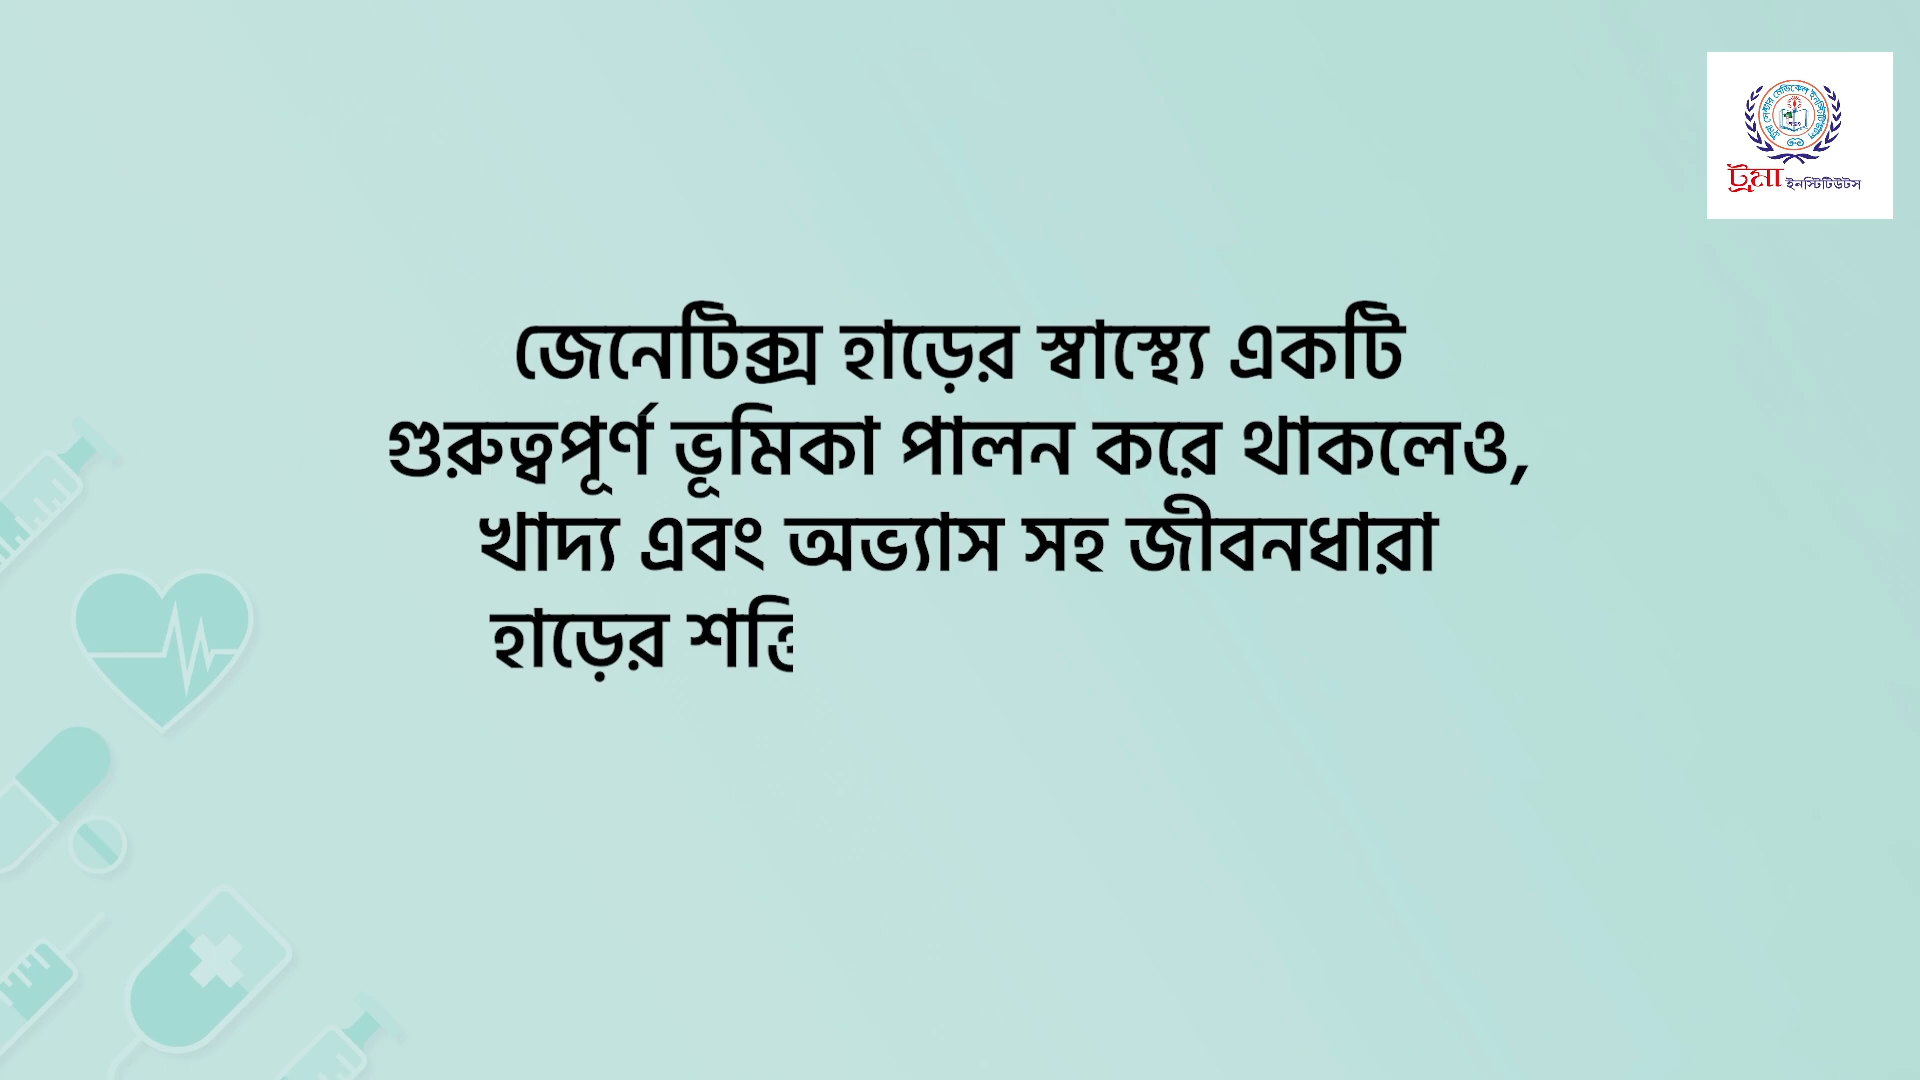 জেনেটিক্স হাড়ের স্বাস্থ্যে একটি
গুরুত্বপূর্ণ ভূমিকা পালন করে থাকলেও,
খাদ্য এবং অভ্যাস সহ জীবনধারা
হাড়ের
ট্রমা ইনস্টিটিউটস